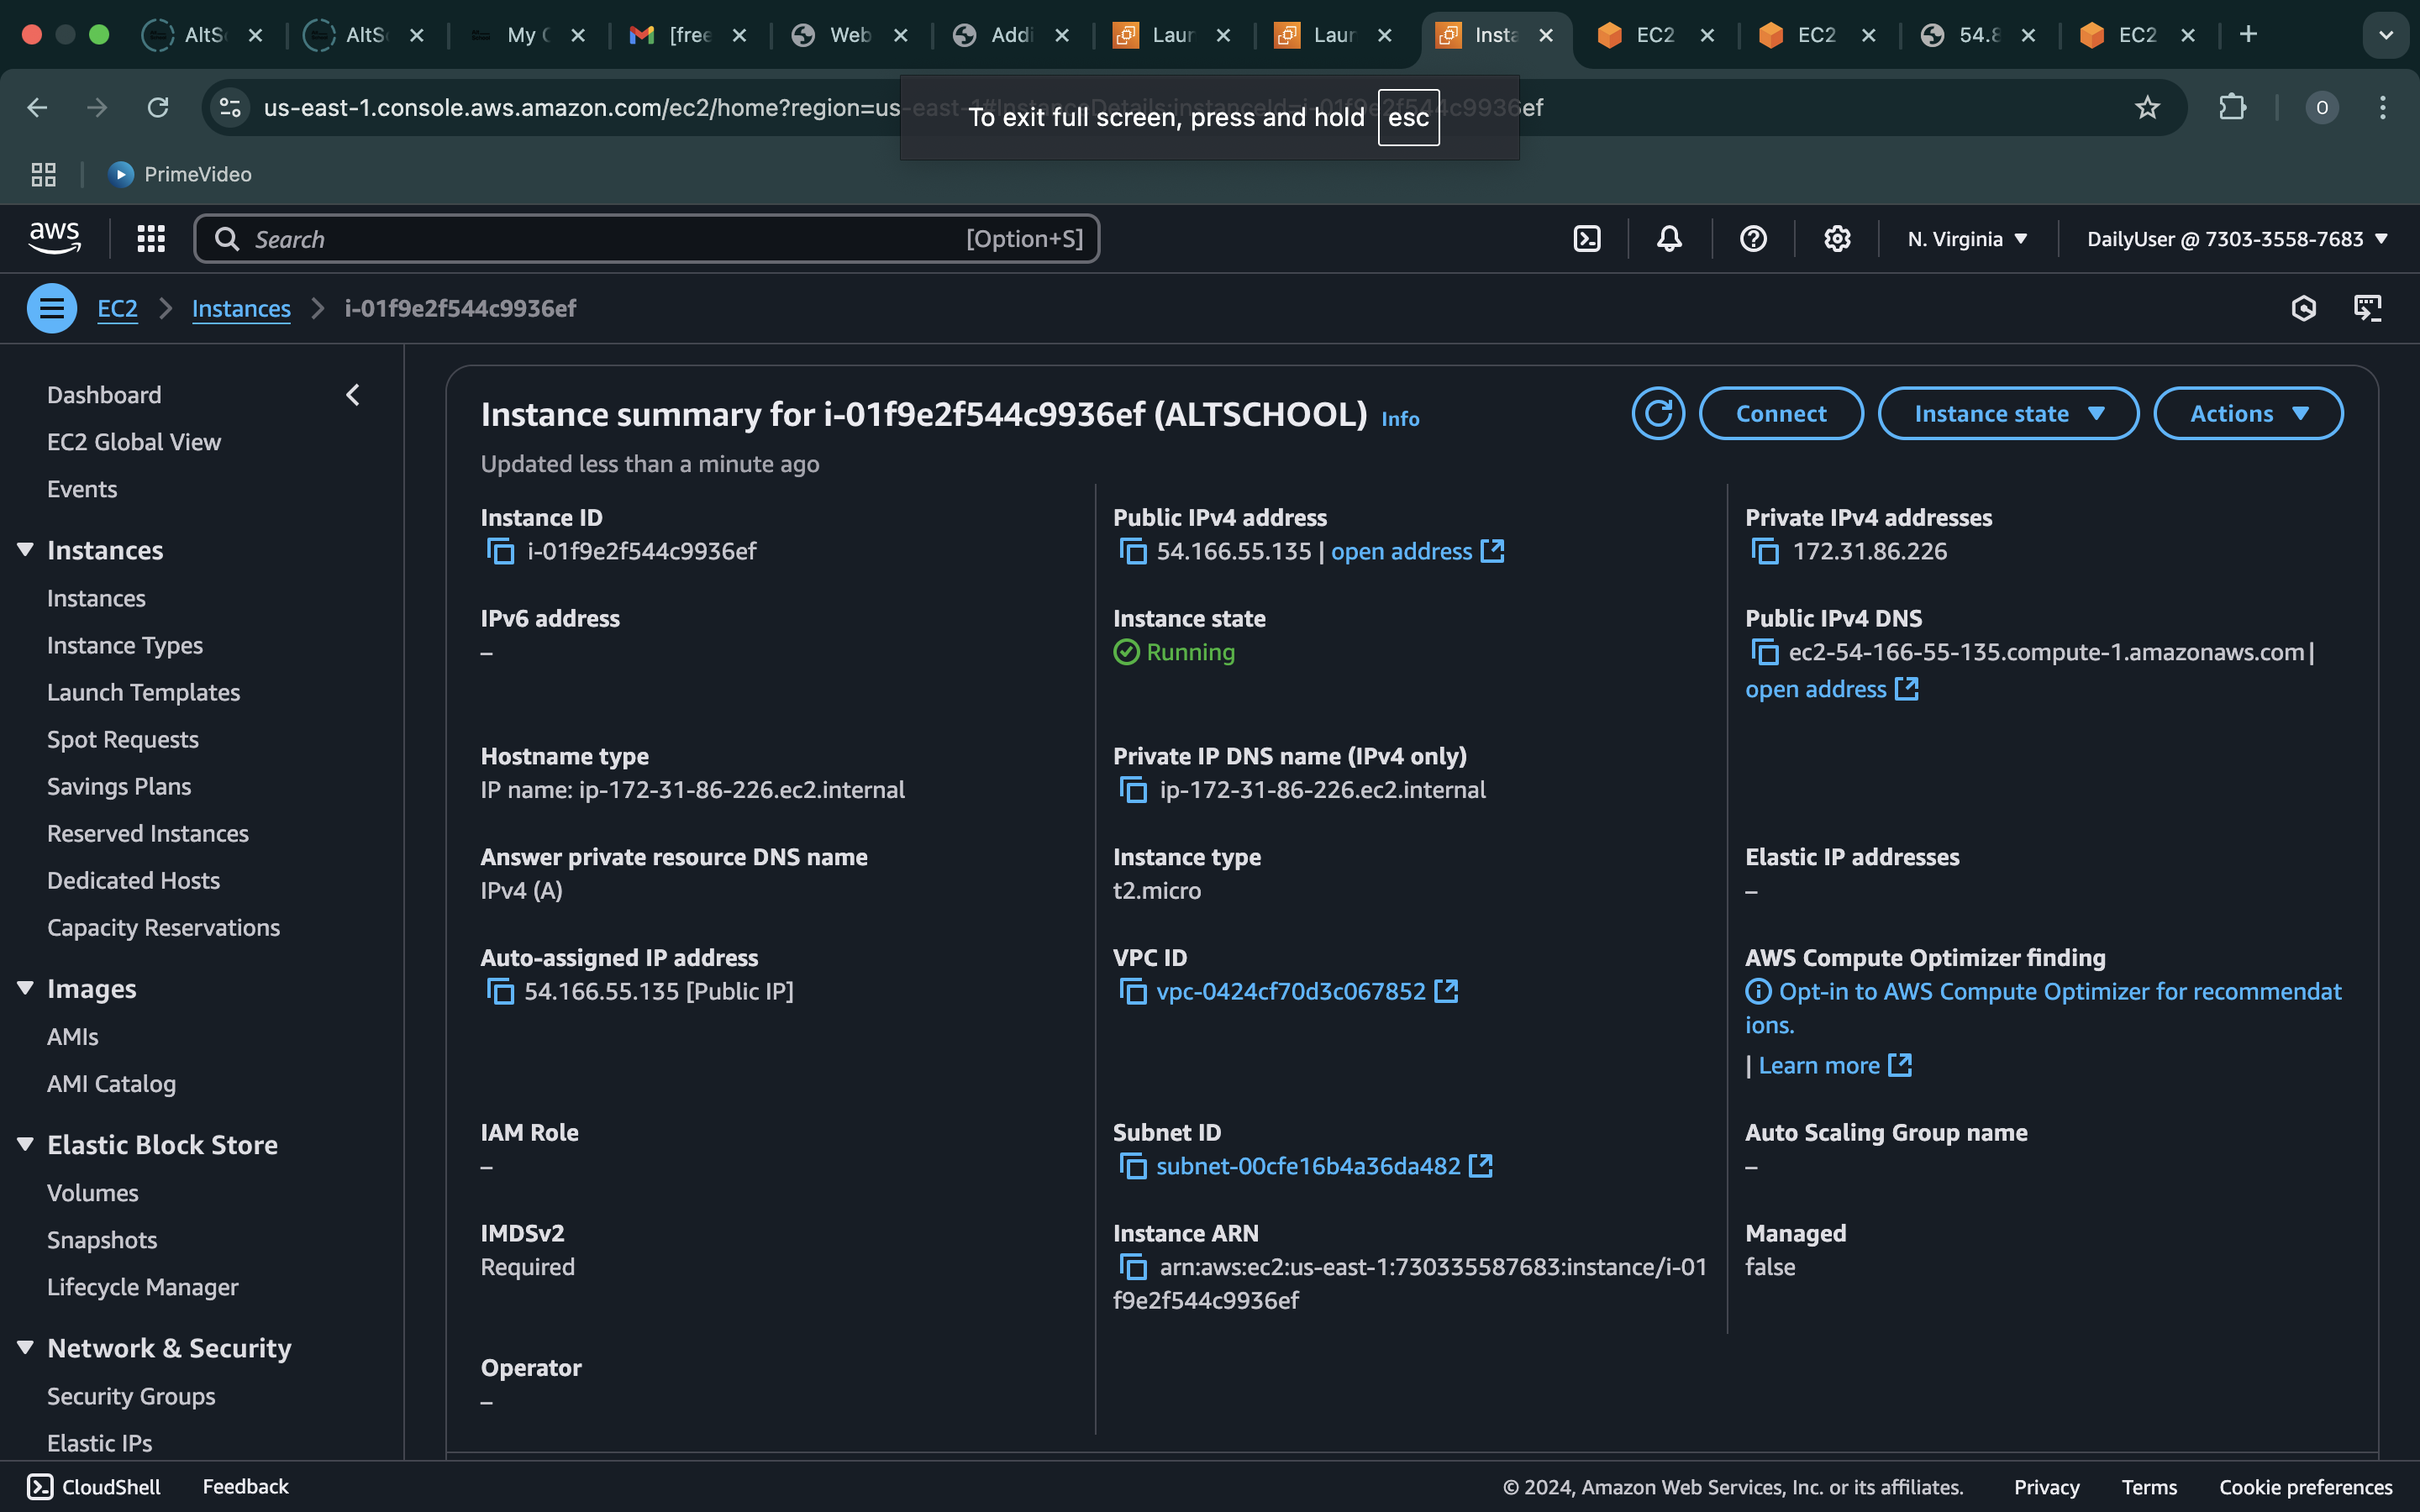 AltS
AltS
My
[free
Web
Addi
Laun
Laun
Insta
EC2
EC2
54.8
EC2
us-east-1.console.aws.amazon.com/ec2/home?region=us-east-1#InstanceDetails:instanceId=i-01f9e2f544c9936ef
To exit full screen, press and hold esc
O
PrimeVideo
aws
Search [Option+S]
N. Virginia
DailyUser @ 7303-3558-7683
EC2
Instances
i-01f9e2f544c9936ef
Dashboard
EC2 Global View
Events
Instances
Instances
Instance Types
Launch Templates
Spot Requests
Savings Plans
Reserved Instances
Dedicated Hosts
Capacity Reservations
Images
AMIs
AMI Catalog
Elastic Block Store
Volumes
Snapshots
Lifecycle Manager
Network & Security
Security Groups
Elastic IPs
Instance summary for i-01f9e2f544c9936ef (ALTSCHOOL) Info
Connect
Instance state
Actions
Updated less than a minute ago
Instance ID
i-01f9e2f544c9936ef
Public IPv4 address
54.166.55.135 | open address
Private IPv4 addresses
172.31.86.226
IPv6 address
–
Instance state
Running
Public IPv4 DNS
ec2-54-166-55-135.compute-1.amazonaws.com |
open address
Hostname type
IP name: ip-172-31-86-226.ec2.internal
Private IP DNS name (IPv4 only)
ip-172-31-86-226.ec2.internal
Answer private resource DNS name
IPv4 (A)
Instance type
t2.micro
Elastic IP addresses
–
Auto-assigned IP address
54.166.55.135 [Public IP]
VPC ID
vpc-0424cf70d3c067852
AWS Compute Optimizer finding
Opt-in to AWS Compute Optimizer for recommendat
ions.
| Learn more
IAM Role
–
Subnet ID
subnet-00cfe16b4a36da482
Auto Scaling Group name
–
IMDSv2
Required
Instance ARN
arn:aws:ec2:us-east-1:730335587683:instance/i-01
f9e2f544c9936ef
Managed
false
Operator
–
CloudShell
Feedback
© 2024, Amazon Web Services, Inc. or its affiliates.
Privacy
Terms
Cookie preferences